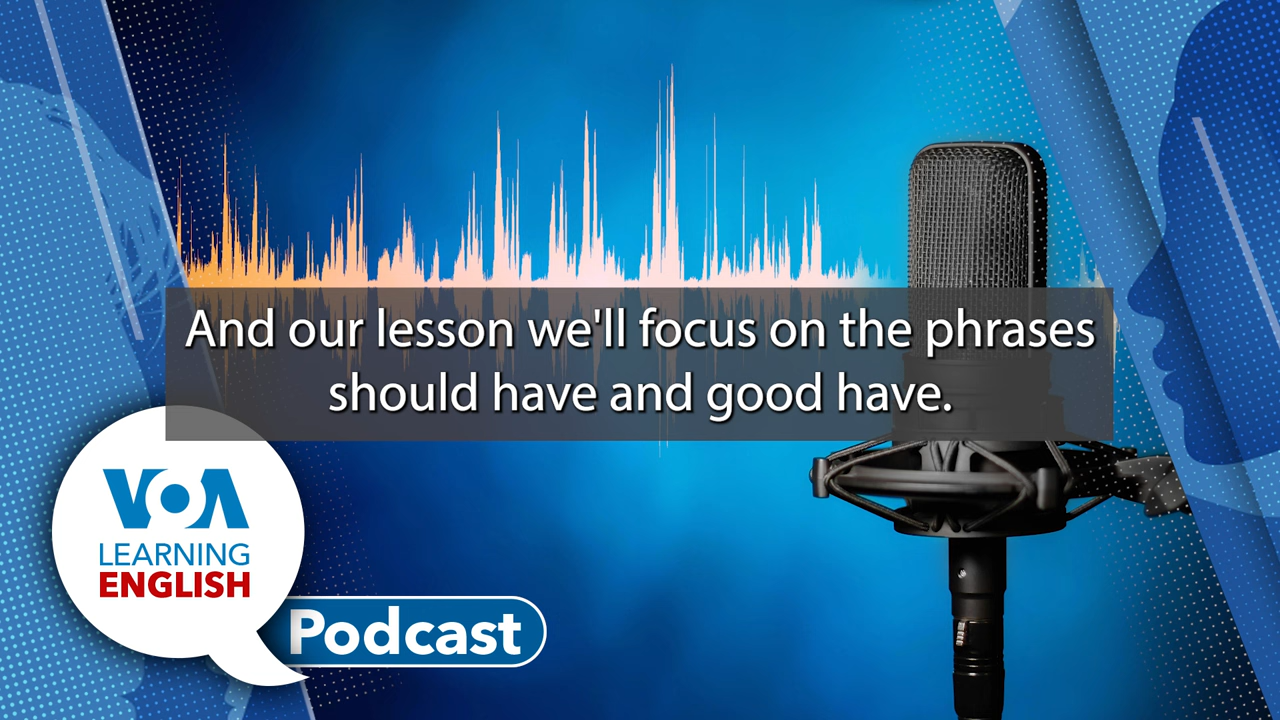 And our lesson we'll focus on the phrases
should have and good have.
VOA
LEARNING
ENGLISH
Podcast